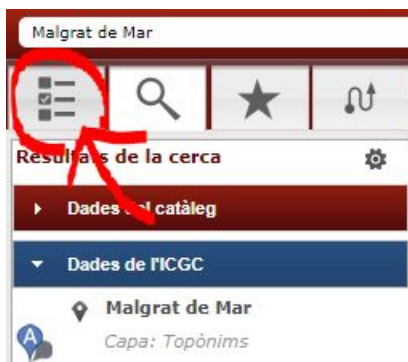 Malgrat de Mar
Resultats de la cerca
Dades del catàleg
Dades de l'ICGC
Malgrat de Mar
A
Capa: Topònims